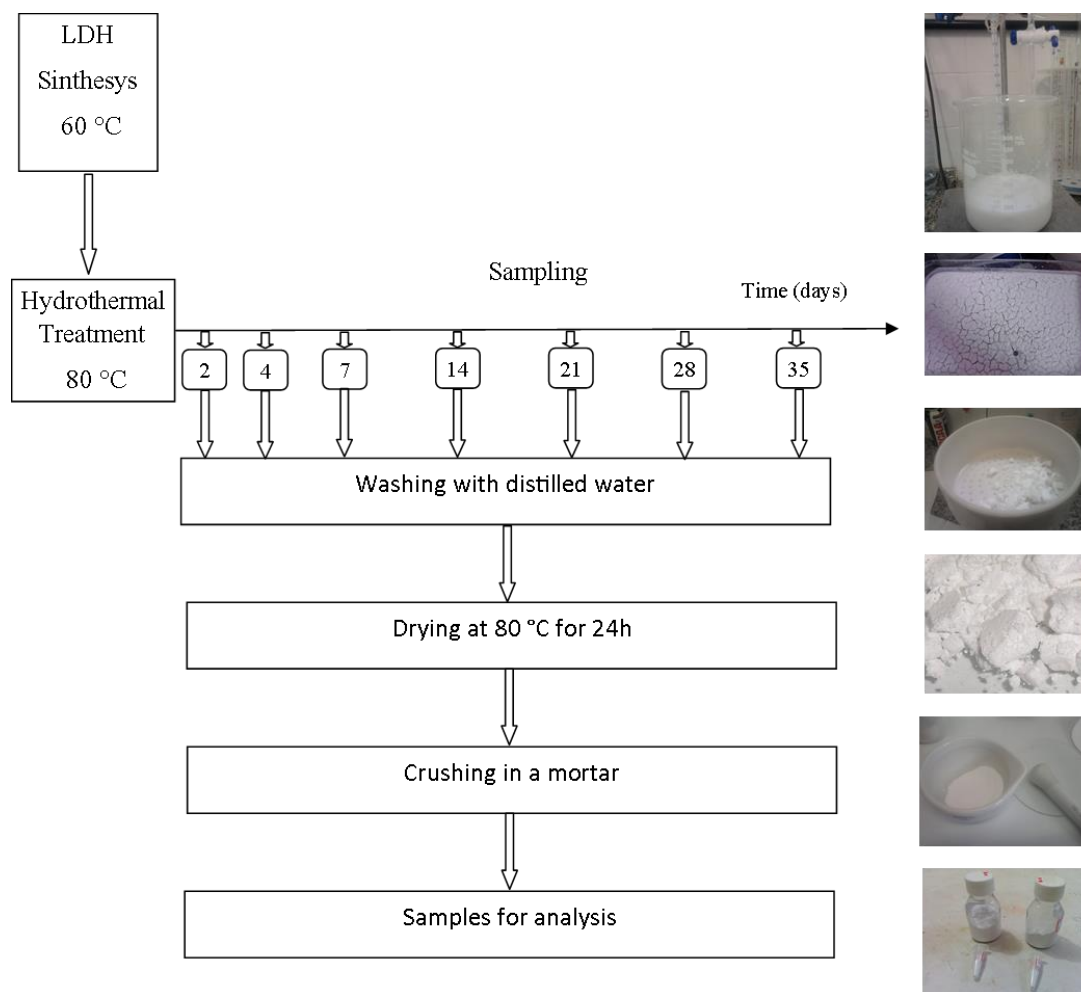 LDH
Sinthesys
60 °C
Hydrothermal
Treatment
80 °C
Sampling
Time (days)
2 4 7 14 21 28 35
Washing with distilled water
Drying at 80 °C for 24h
Crushing in a mortar
Samples for analysis